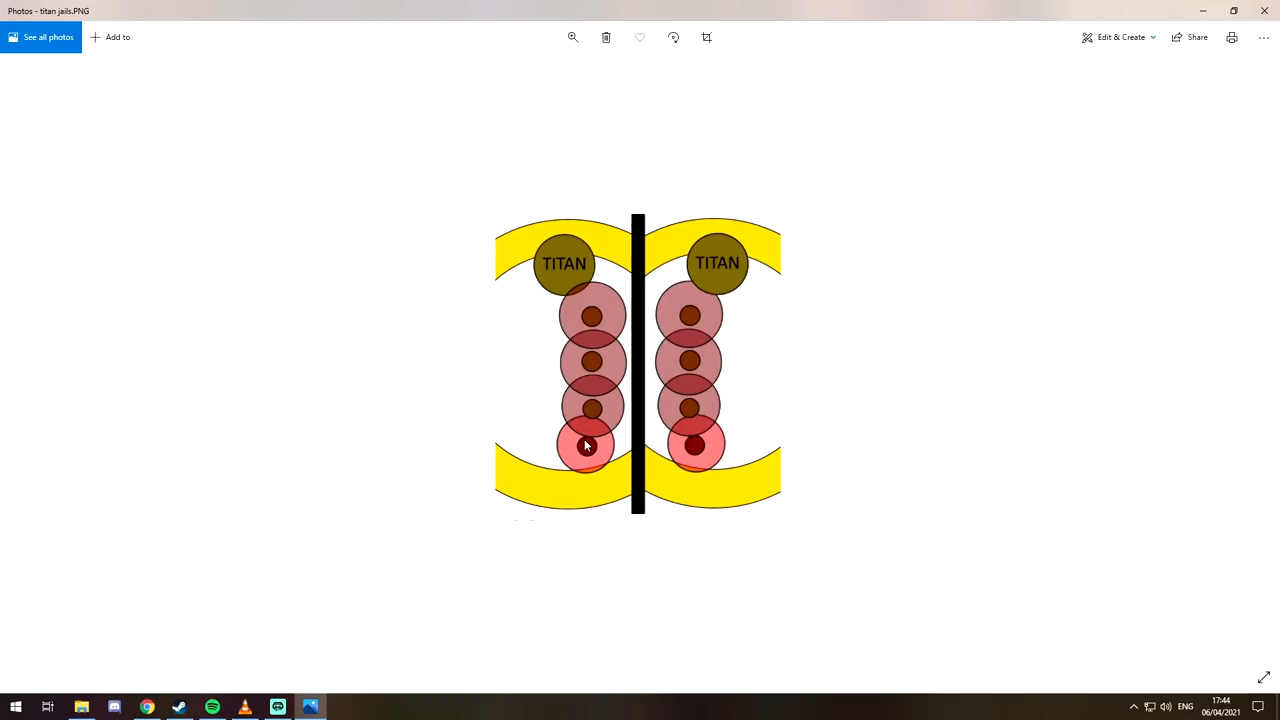 Photos - titan jails.PNG
See all photos
Add to
Edit & Create
Share
TITAN
TITAN
ENG
17:44
06/04/2021